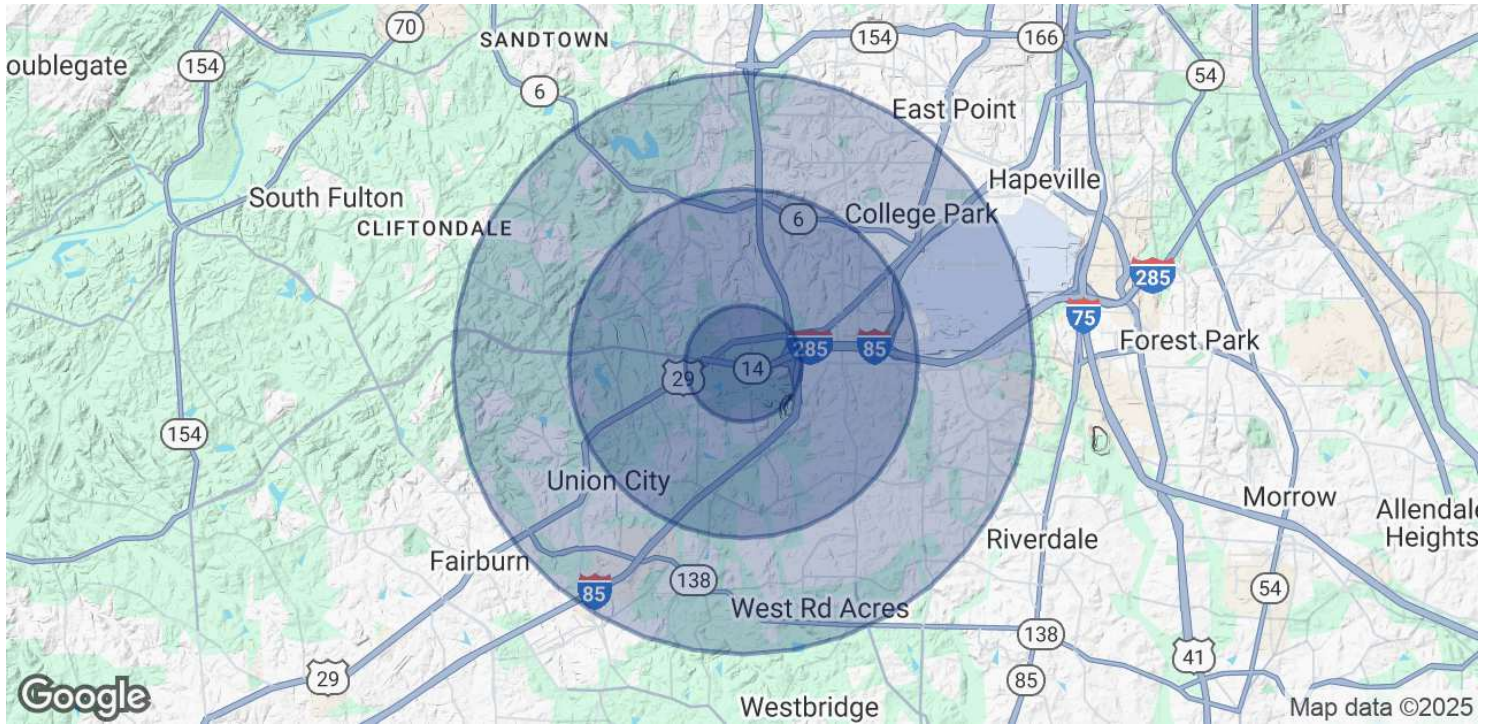 70
SANDTOWN
154
166
oublegate
154
54
6
East Point
Hapeville
South Fulton
College Park
6
CLIFTONDALE
285
75
285
85
Forest Park
14
29
154
Union City
Morrow
Allendale
Heights
Riverdale
Fairburn
138
85
54
West Rd Acres
138
41
29
85
Google
Westbridge
Map data ©2025